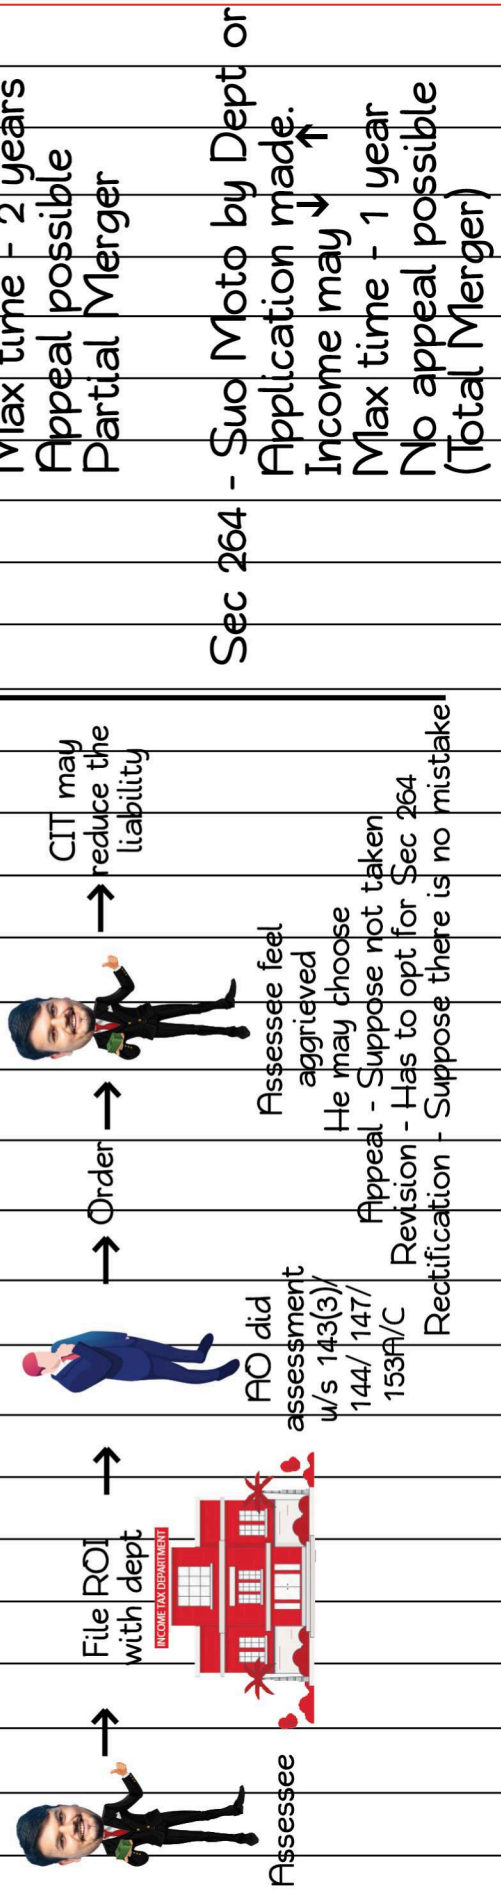 Assessee
File ROI
with dept
INCOME TAX DEPARTMENT
AO did
assessment
u/s 143(3)/
144/ 147/
153A/C
Order
Assessee feel
aggrieved
He may choose
Appeal - Suppose not taken
Revision - Has to opt for Sec 264
Rectification - Suppose there is no mistake
CIT may
reduce the
liability
Max time - 2 years
Appeal possible
Partial Merger
Sec 264 - Suo Moto by Dept or
Application made.
Income may
Max time - 1 year
No appeal possible
(Total Merger)